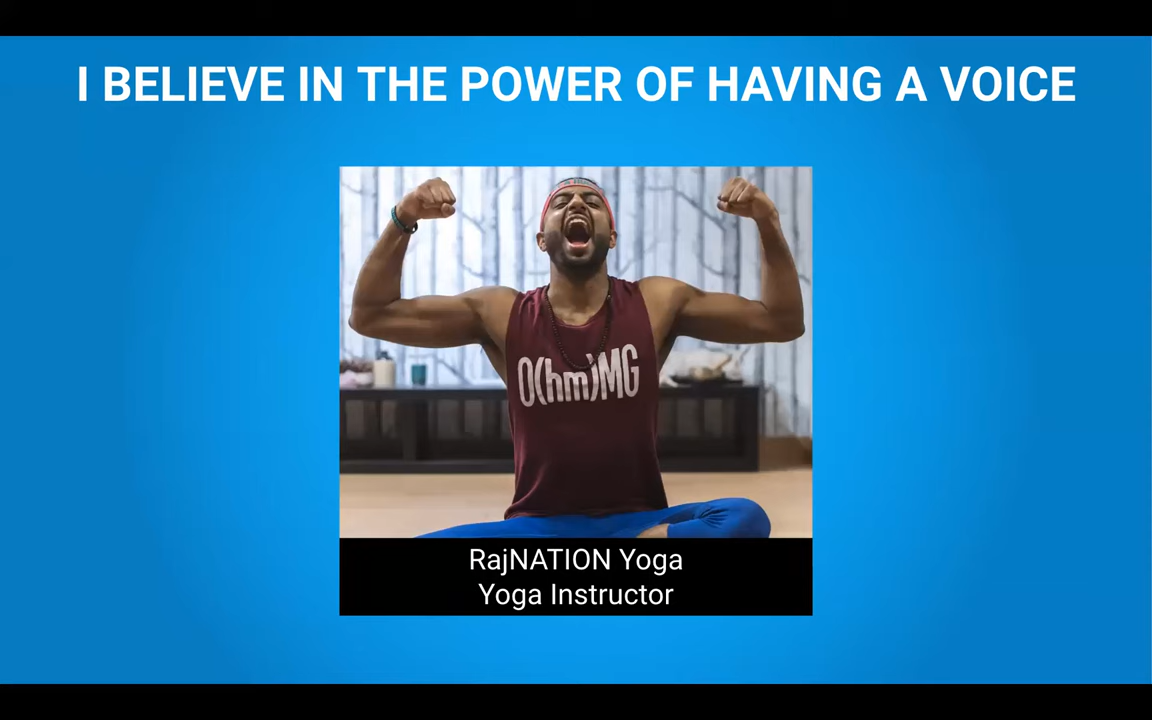 I BELIEVE IN THE POWER OF HAVING A VOICE
O(hm)MG
RajNATION Yoga
Yoga Instructor